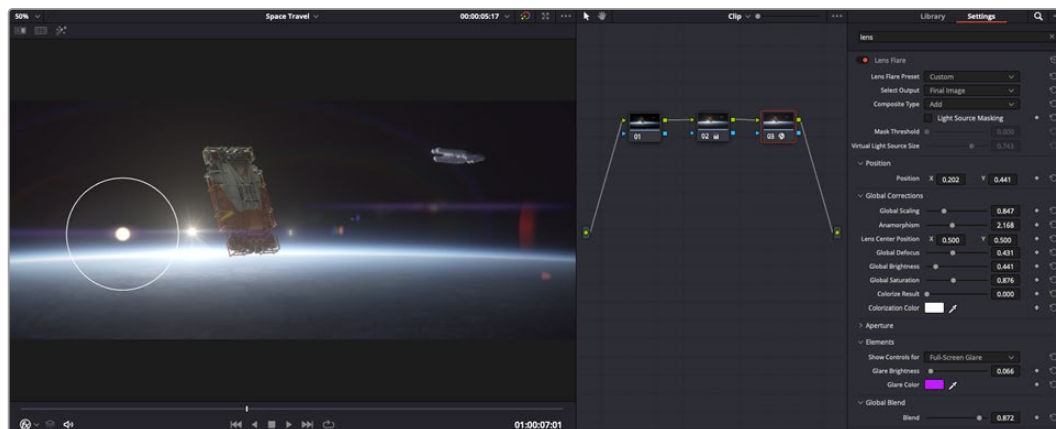 50% Space Travel 00:00:05:17 Clip Library Settings
lens
Lens Flare
Lens Flare Preset Custom
Select Output Final Image
Composite Type Add
Light Source Masking
Mask Threshold 0.000
Virtual Light Source Size 0.743
Position
Position X 0.202 Y 0.441
Global Corrections
Global Scaling 0.847
Anamorphism 2.168
Lens Center Position X 0.500 Y 0.500
Global Defocus 0.431
Global Brightness 0.441
Global Saturation 0.876
Colorize Result 0.000
Colorization Color
Aperture
Elements
Show Controls for Full-Screen Glare
Glare Brightness 0.066
Glare Color
Global Blend
Blend 0.872
01 02 03
01:00:07:01